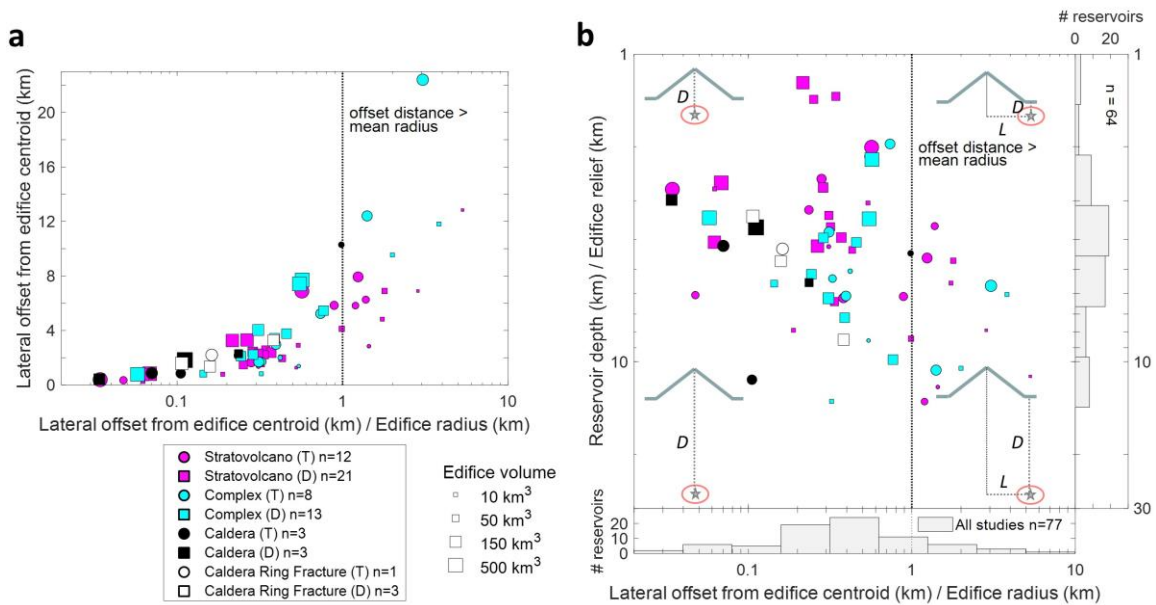 a
Lateral offset from edifice centroid (km)
22
20
16
12
8
4
0
offset distance >
mean radius
0.1
1
10
Lateral offset from edifice centroid (km) / Edifice radius (km)
Stratovolcano (T) n=12
Stratovolcano (D) n=21
Complex (T) n=8
Complex (D) n=13
Caldera (T) n=3
Caldera (D) n=3
Caldera Ring Fracture (T) n=1
Caldera Ring Fracture (D) n=3
Edifice volume
10 km³
50 km³
150 km³
500 km³
b
# reservoirs
0 20
1
1
n = 64
D
D
L
offset distance >
mean radius
Reservoir depth (km) / Edifice relief (km)
10
10
D
D
L
30
30
# reservoirs
20
10
0
All studies n=77
0.1
1
10
Lateral offset from edifice centroid (km) / Edifice radius (km)